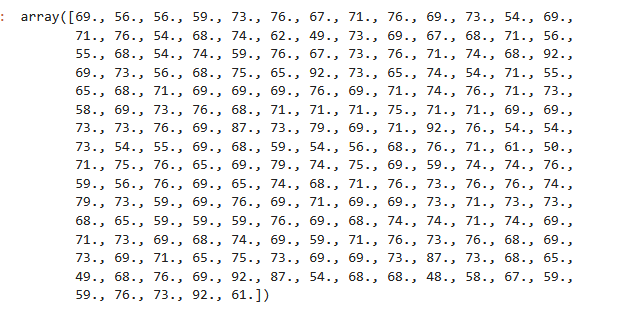 : array([69., 56., 56., 59., 73., 76., 67., 71., 76., 69., 73., 54., 69.,
71., 76., 54., 68., 74., 62., 49., 73., 69., 67., 68., 71., 56.,
55., 68., 54., 74., 59., 76., 67., 73., 76., 71., 74., 68., 92.,
69., 73., 56., 68., 75., 65., 92., 73., 65., 74., 54., 71., 55.,
65., 68., 71., 69., 69., 69., 76., 69., 71., 74., 76., 71., 73.,
58., 69., 73., 76., 68., 71., 71., 71., 75., 71., 71., 69., 69.,
73., 73., 76., 69., 87., 73., 79., 69., 71., 92., 76., 54., 54.,
73., 54., 55., 69., 68., 59., 54., 56., 68., 76., 71., 61., 50.,
71., 75., 76., 65., 69., 79., 74., 75., 69., 59., 74., 74., 76.,
59., 56., 76., 69., 65., 74., 68., 71., 76., 73., 76., 76., 74.,
79., 73., 59., 69., 76., 69., 71., 69., 69., 73., 71., 73., 73.,
68., 65., 59., 59., 59., 76., 69., 68., 74., 74., 71., 74., 69.,
71., 73., 69., 68., 74., 69., 59., 71., 76., 73., 76., 68., 69.,
73., 69., 71., 65., 75., 73., 69., 69., 73., 87., 73., 68., 65.,
49., 68., 76., 69., 92., 87., 54., 68., 68., 48., 58., 67., 59.,
59., 76., 73., 92., 61.])